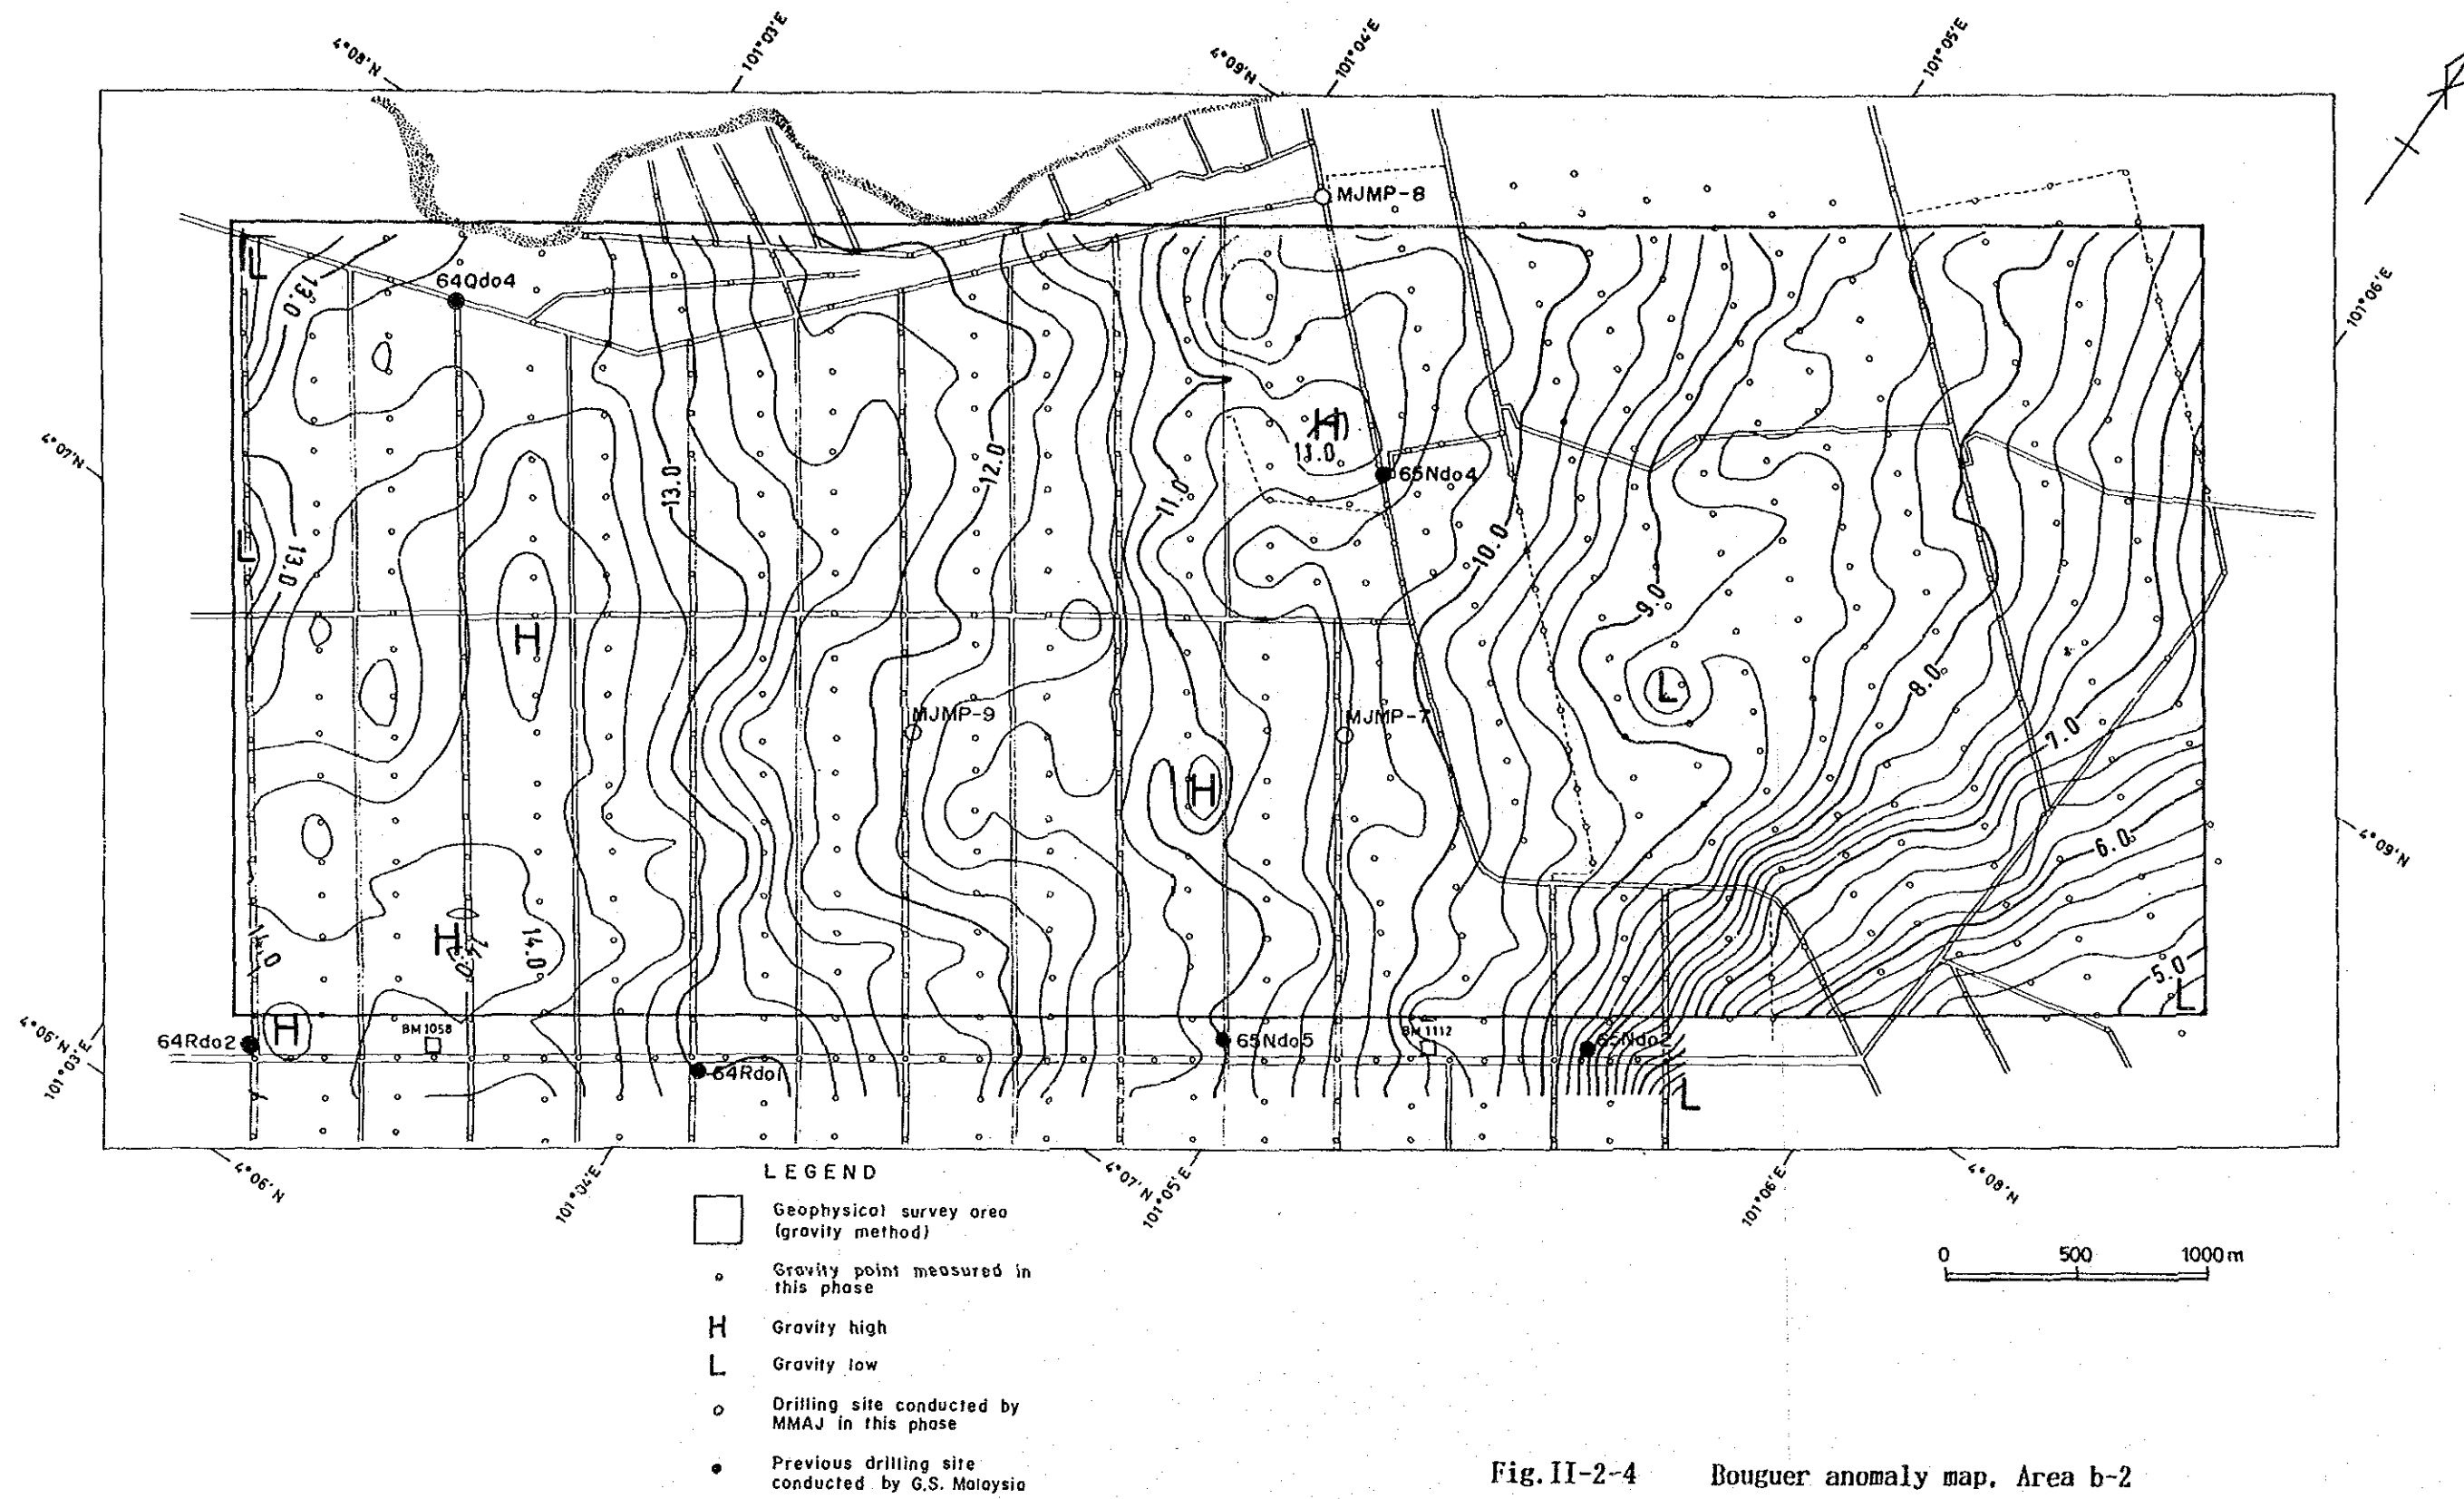 4°08'N
101°03'E
4°09'N
101°04'E
101°05'E
MJMP-8
L
13.0
64Qdo4
101°06'E
H
11.0
12.0
13.0
4°07'N
65Ndo4
11.0
10.0
L
13.0
9.0
H
L
8.0
MJMP-9
MJMP-7
7.0
H
4°09'N
6.0
H
14.0
14.0
5.0
L
4°06'N
101°03'E
64Rdo2
H
BM1058
65Ndo5
BM1112
65Ndo2
64Rdo1
L
4°06'N
101°04'E
4°07'N
101°05'E
101°06'E
4°08'N
LEGEND
Geophysical survey area
(gravity method)
Gravity point measured in
this phase
H Gravity high
L Gravity low
Drilling site conducted by
MMAJ in this phase
Previous drilling site
conducted by G.S. Malaysia
0 500 1000m
Fig.II-2-4 Bouguer anomaly map, Area b-2